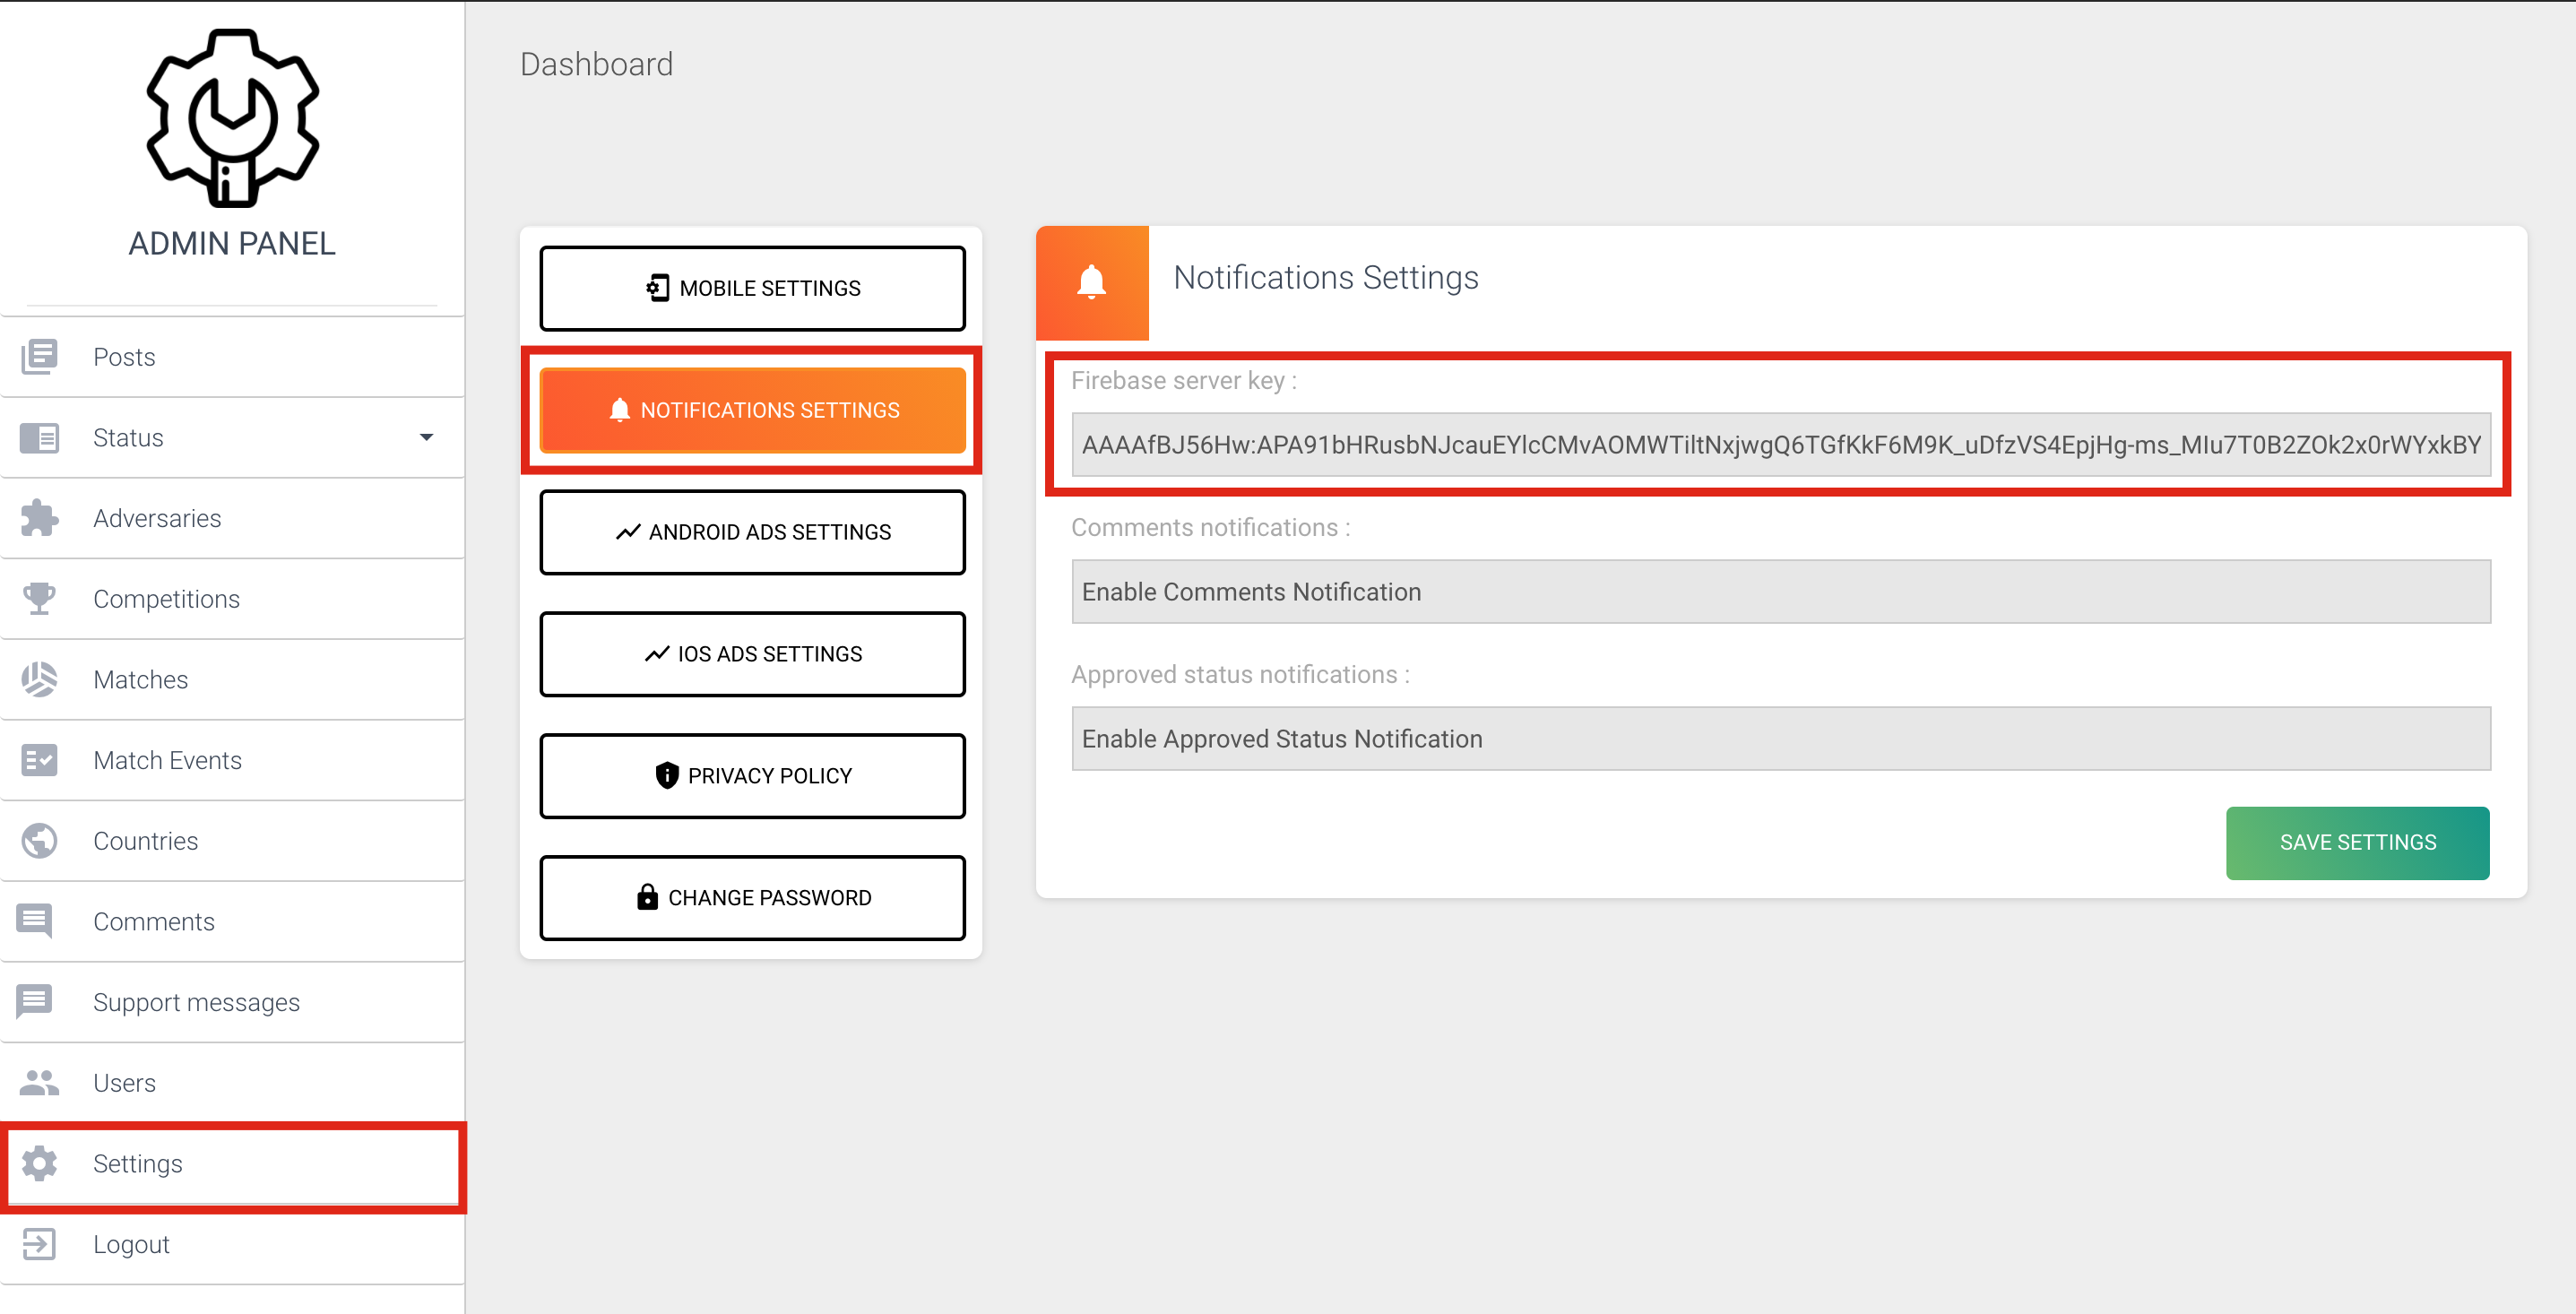 ADMIN PANEL
Posts
Status
Adversaries
Competitions
Matches
Match Events
Countries
Comments
Support messages
Users
Settings
Logout
Dashboard
MOBILE SETTINGS
NOTIFICATIONS SETTINGS
ANDROID ADS SETTINGS
IOS ADS SETTINGS
PRIVACY POLICY
CHANGE PASSWORD
Notifications Settings
Firebase server key :
AAAAfBJ56Hw:APA91bHRusbNJcauEYlcCMvAOMWTiltNxjwgQ6TGfKkF6M9K_uDfzVS4EpjHg-ms_MIu7T0B2ZOk2x0rWYxkBY
Comments notifications :
Enable Comments Notification
Approved status notifications :
Enable Approved Status Notification
SAVE SETTINGS